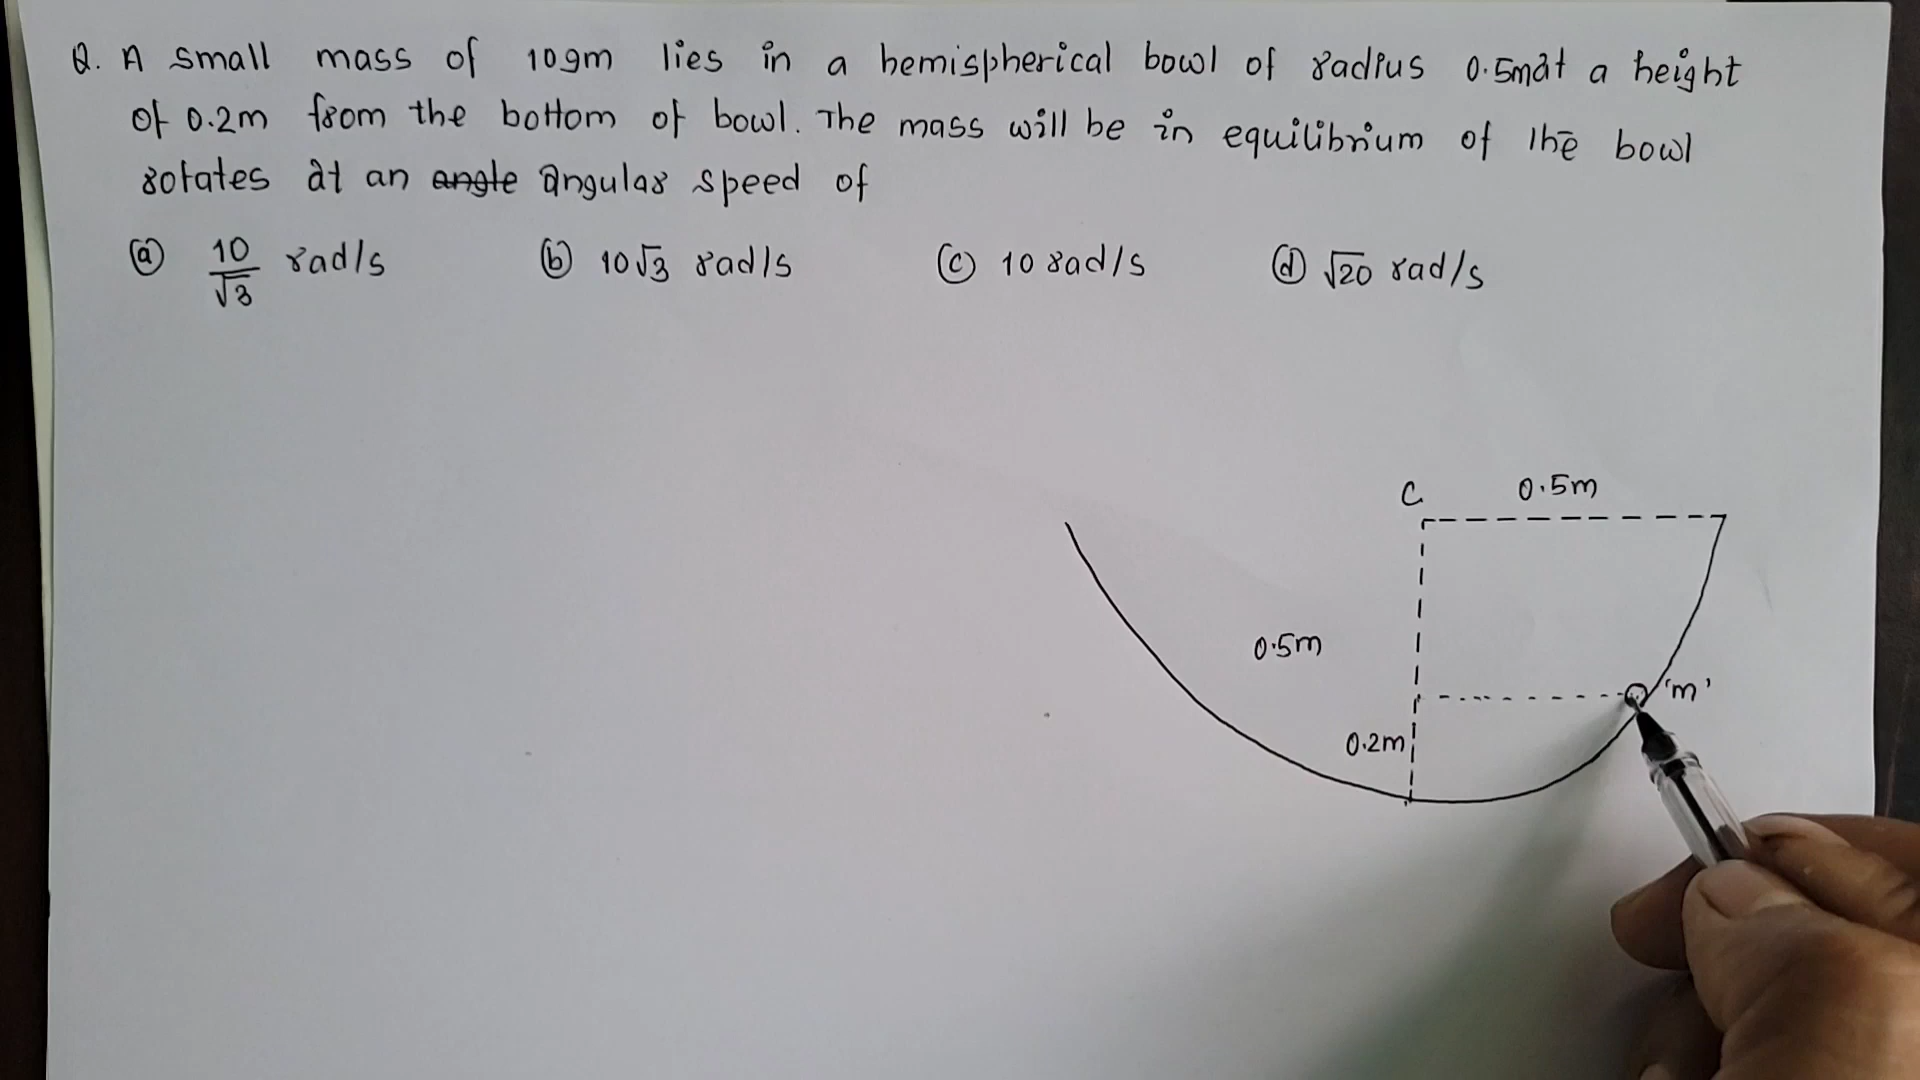 Q. A small mass of 10gm lies in a hemispherical bowl of radius 0.5m at a height
of 0.2m from the bottom of bowl. The mass will be in equilibrium of the bowl
rotates at an angle angular speed of
(a) 10/√3 rad/s (b) 10√3 rad/s (c) 10 rad/s (d) √20 rad/s
C 0.5m
0.5m
'm'
0.2m